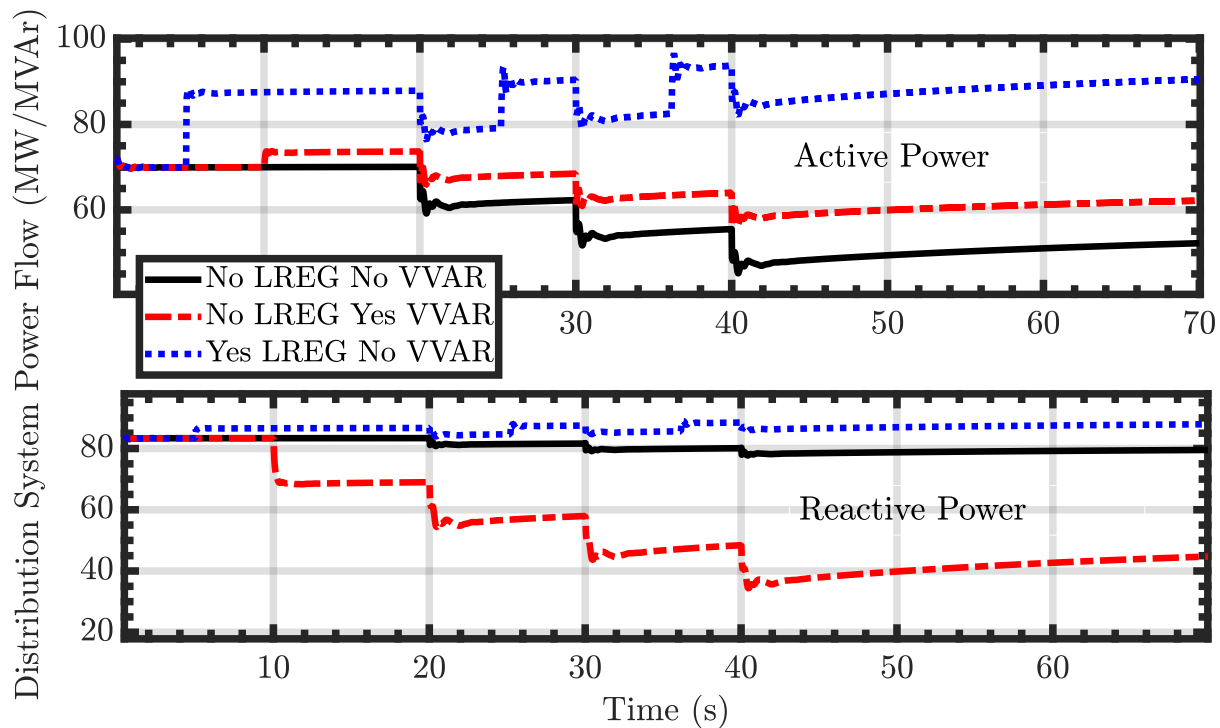 Distribution System Power Flow (MW/MVAr)
100
80
60
Active Power
No LREG No VVAR
No LREG Yes VVAR
Yes LREG No VVAR
30 40 50 60 70
80
60
40
20
Reactive Power
10 20 30 40 50 60
Time (s)